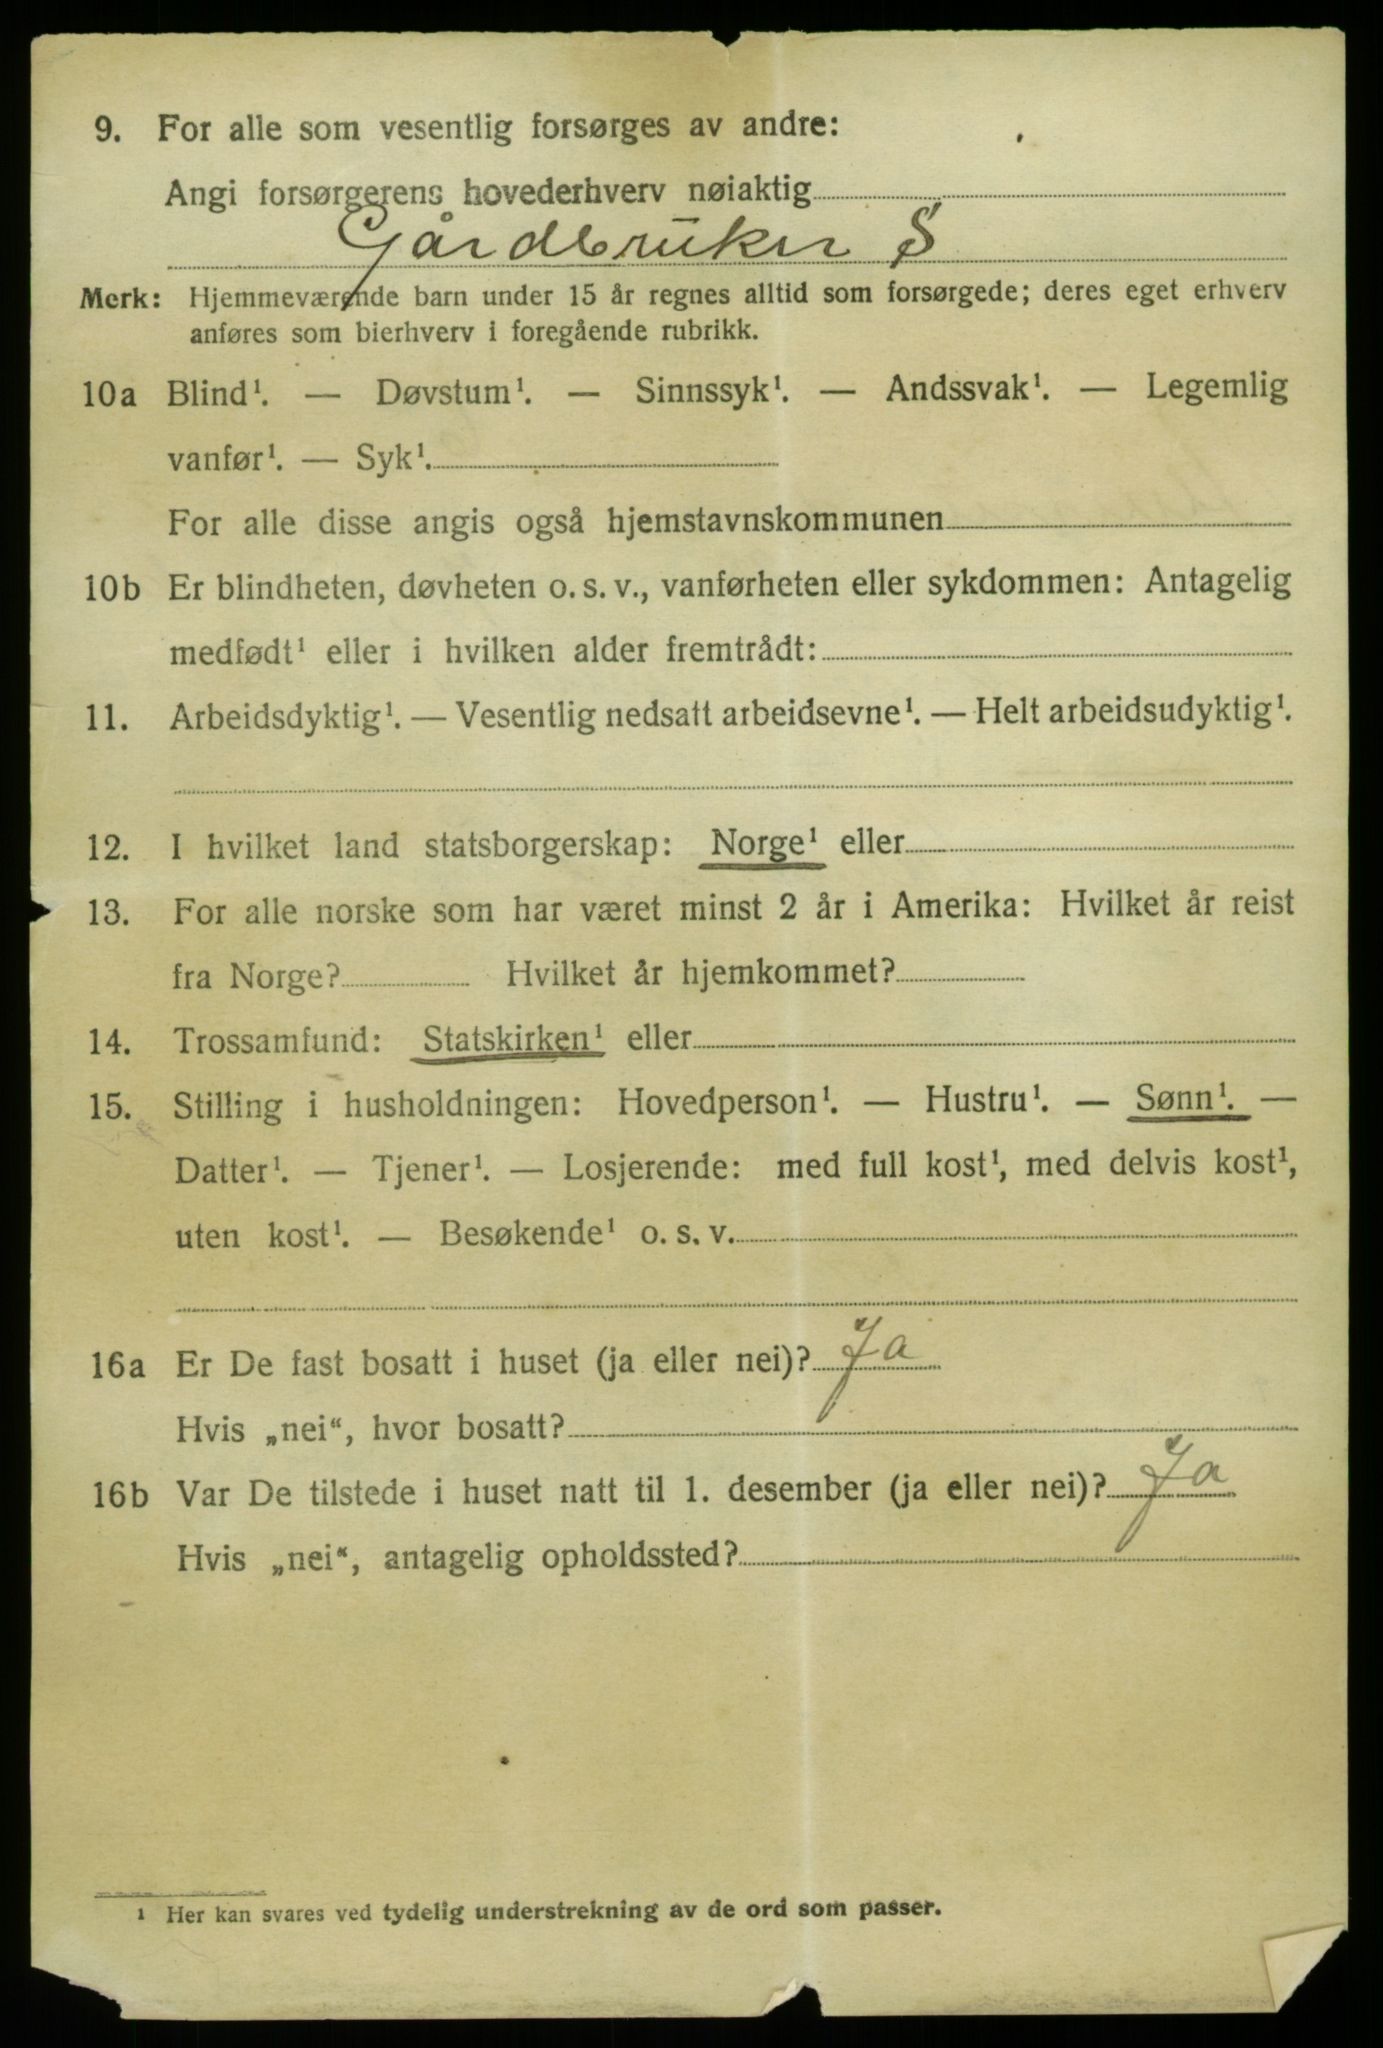 9. For alle som vesentlig forsørges av andre:
Angi forsørgerens hovederhverv nøiaktig
Gårdbruker S
Merk: Hjemmeværende barn under 15 år regnes alltid som forsørgede; deres eget erhverv
anføres som bierhverv i foregående rubrikk.
10a Blind¹. — Døvstum¹. — Sinnssyk¹. — Andssvak¹. — Legemlig
vanfør¹. — Syk¹.
For alle disse angis også hjemstavnskommunen
10b Er blindheten, døvheten o. s. v., vanførheten eller sykdommen: Antagelig
medfødt¹ eller i hvilken alder fremtrådt:
11. Arbeidsdyktig¹. — Vesentlig nedsatt arbeidsevne¹. — Helt arbeidsudyktig¹.
12. I hvilket land statsborgerskap: Norge¹ eller
13. For alle norske som har været minst 2 år i Amerika: Hvilket år reist
fra Norge? Hvilket år hjemkommet?
14. Trossamfund: Statskirken¹ eller
15. Stilling i husholdningen: Hovedperson¹. — Hustru¹. — Sønn¹. —
Datter¹. — Tjener¹. — Losjerende: med full kost¹, med delvis kost¹,
uten kost¹. — Besøkende¹ o. s. v.
16a Er De fast bosatt i huset (ja eller nei)? Ja
Hvis „nei“, hvor bosatt?
16b Var De tilstede i huset natt til 1. desember (ja eller nei)? Ja
Hvis „nei“, antagelig opholdssted?
¹ Her kan svares ved tydelig understrekning av de ord som passer.